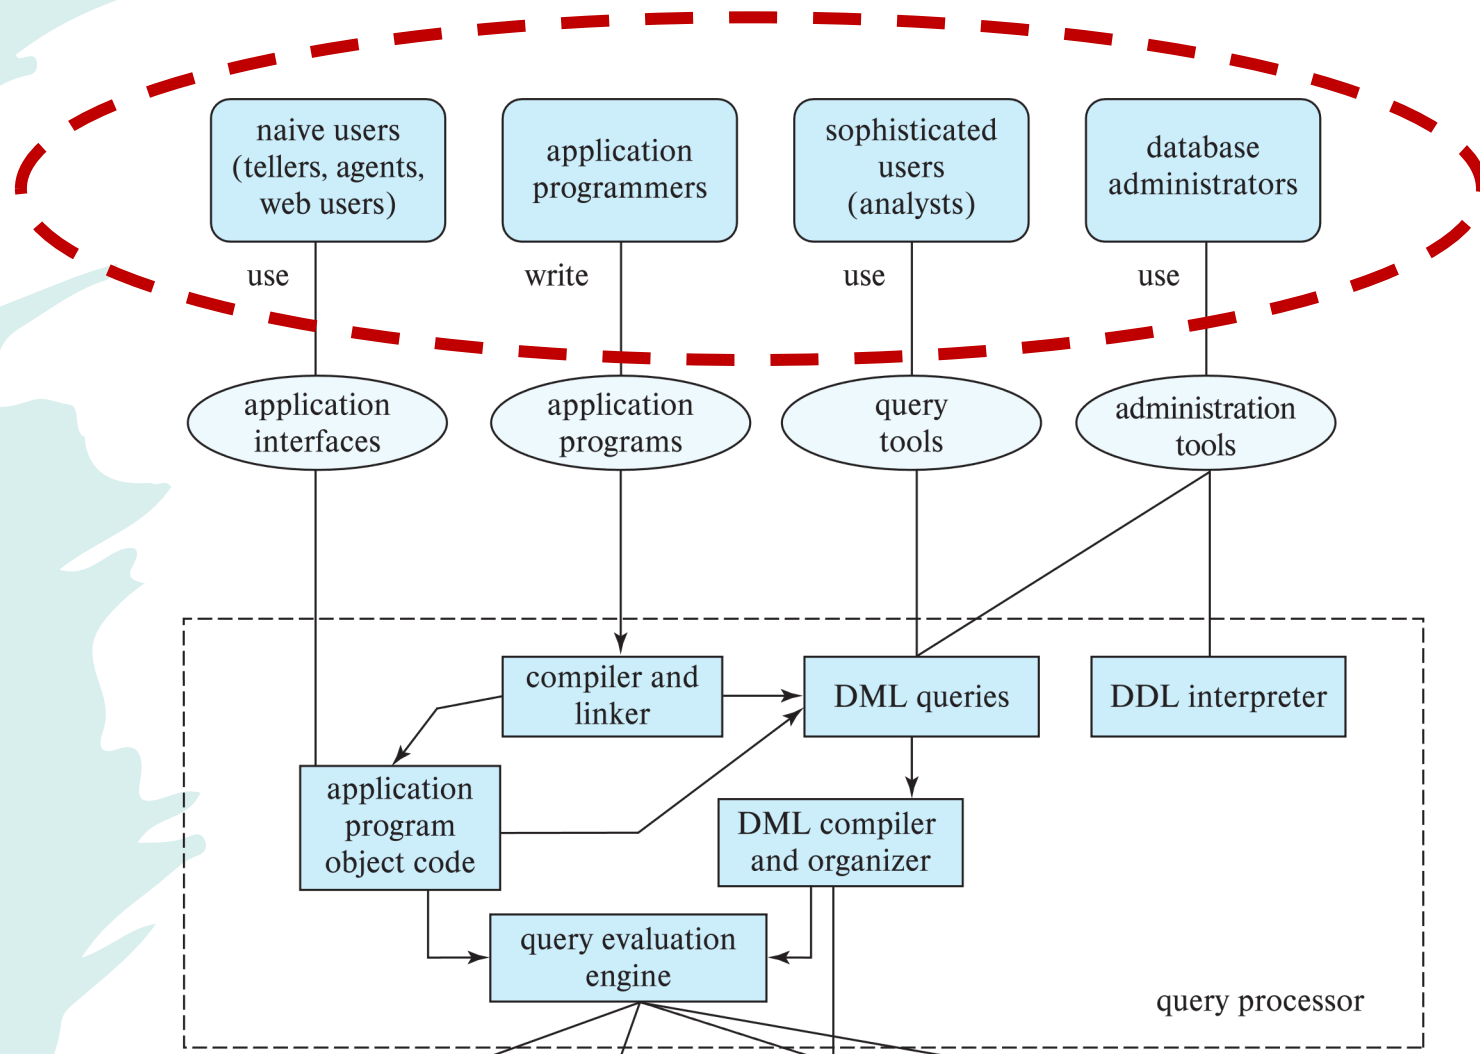 naive users
(tellers, agents,
web users)
application
programmers
sophisticated
users
(analysts)
database
administrators
use
write
use
use
application
interfaces
application
programs
query
tools
administration
tools
compiler and
linker
DML queries
DDL interpreter
application
program
object code
DML compiler
and organizer
query evaluation
engine
query processor